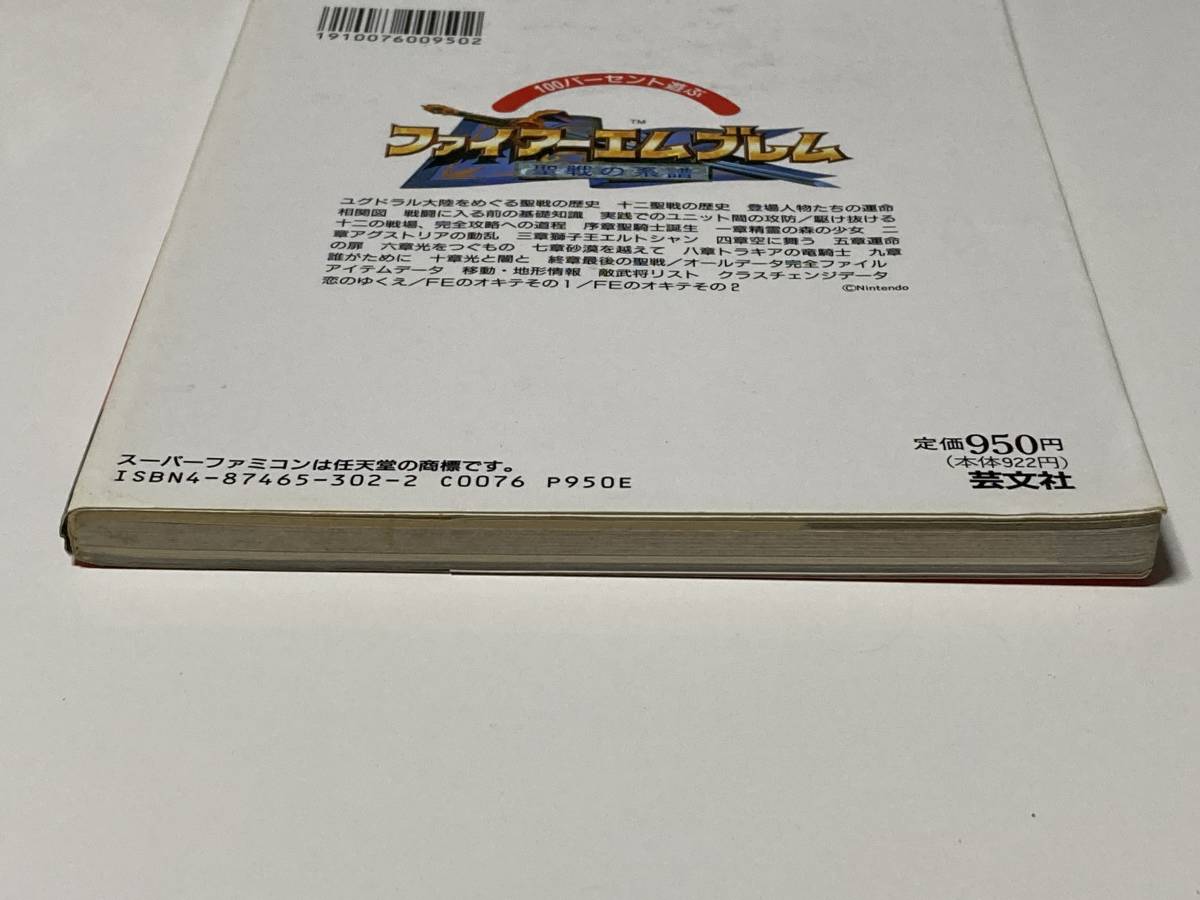 1910076009502
100パーセント遊ぶ
ファイアーエムブレム™
聖戦の系譜
ユグドラル大陸をめぐる聖戦の歴史　十二聖戦の歴史　登場人物たちの運命
相関図　戦闘に入る前の基礎知識　実践でのユニット間の攻防/駆け抜ける
十二の戦場、完全攻略への道程　序章聖騎士誕生　一章精霊の森の少女　二
章アグストリアの動乱　三章獅子王エルトシャン　四章空に舞う　五章運命
の扉　六章光をつぐもの　七章砂漠を越えて　八章トラキアの竜騎士　九章
誰がために　十章光と闇と　終章最後の聖戦/オールデータ完全ファイル
アイテムデータ　移動・地形情報　敵武将リスト　クラスチェンジデータ
恋のゆくえ/FEのオキテその1/FEのオキテその2
©Nintendo
定価950円
(本体922円)
芸文社
スーパーファミコンは任天堂の商標です。
ISBN4-87465-302-2 C0076 P950E